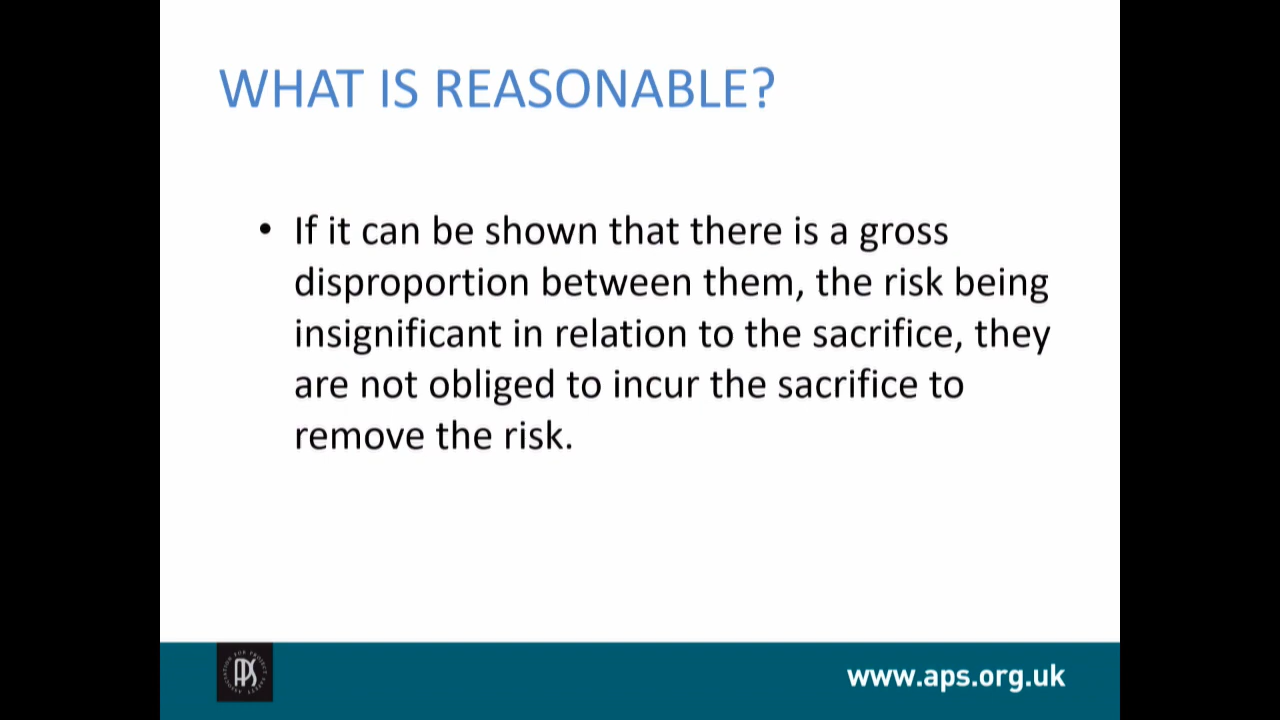 WHAT IS REASONABLE?
• If it can be shown that there is a gross
disproportion between them, the risk being
insignificant in relation to the sacrifice, they
are not obliged to incur the sacrifice to
remove the risk.
APS
www.aps.org.uk